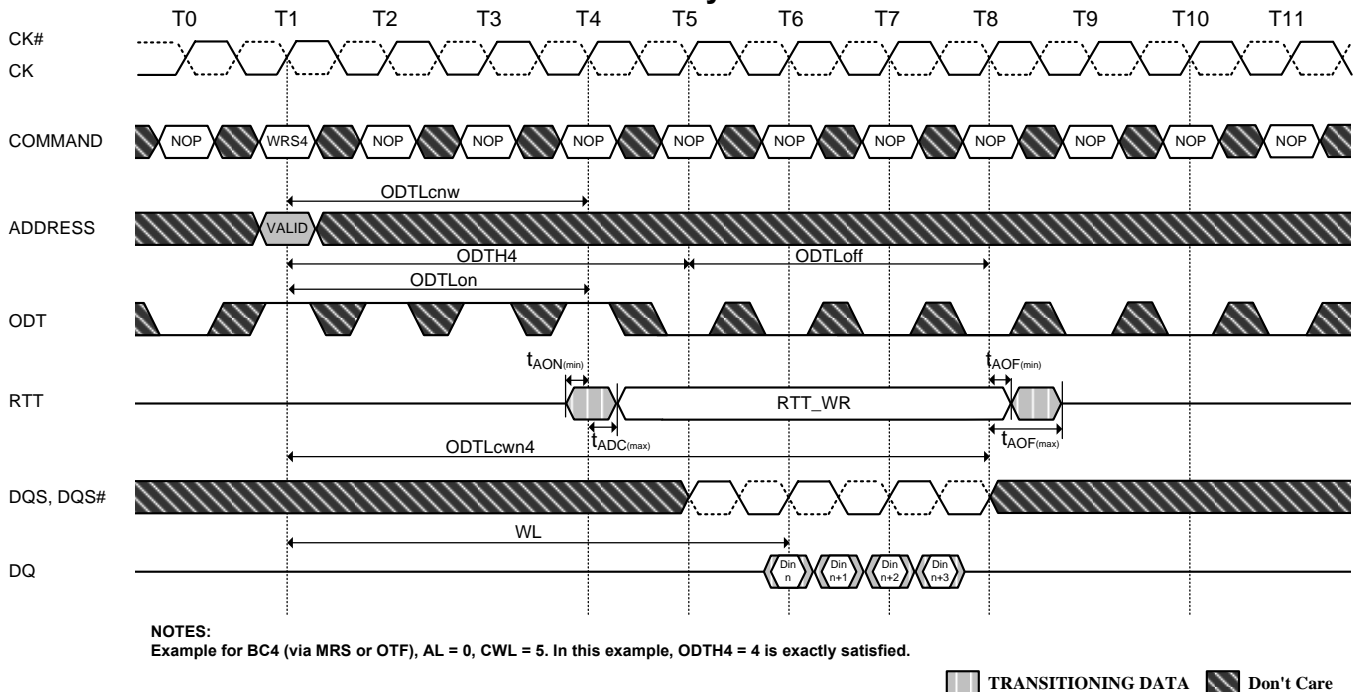 T0 T1 T2 T3 T4 T5 T6 T7 T8 T9 T10 T11
CK#
CK
COMMAND NOP WRS4 NOP NOP NOP NOP NOP NOP NOP NOP NOP NOP
ODTLcnw
ADDRESS VALID
ODTH4 ODTLoff
ODTLon
ODT
tAON(min) tAOF(min)
RTT RTT_WR
tADC(max) tAOF(max)
ODTLcwn4
DQS, DQS#
WL
DQ Din n Din n+1 Din n+2 Din n+3
NOTES:
Example for BC4 (via MRS or OTF), AL = 0, CWL = 5. In this example, ODTH4 = 4 is exactly satisfied.
TRANSITIONING DATA Don't Care